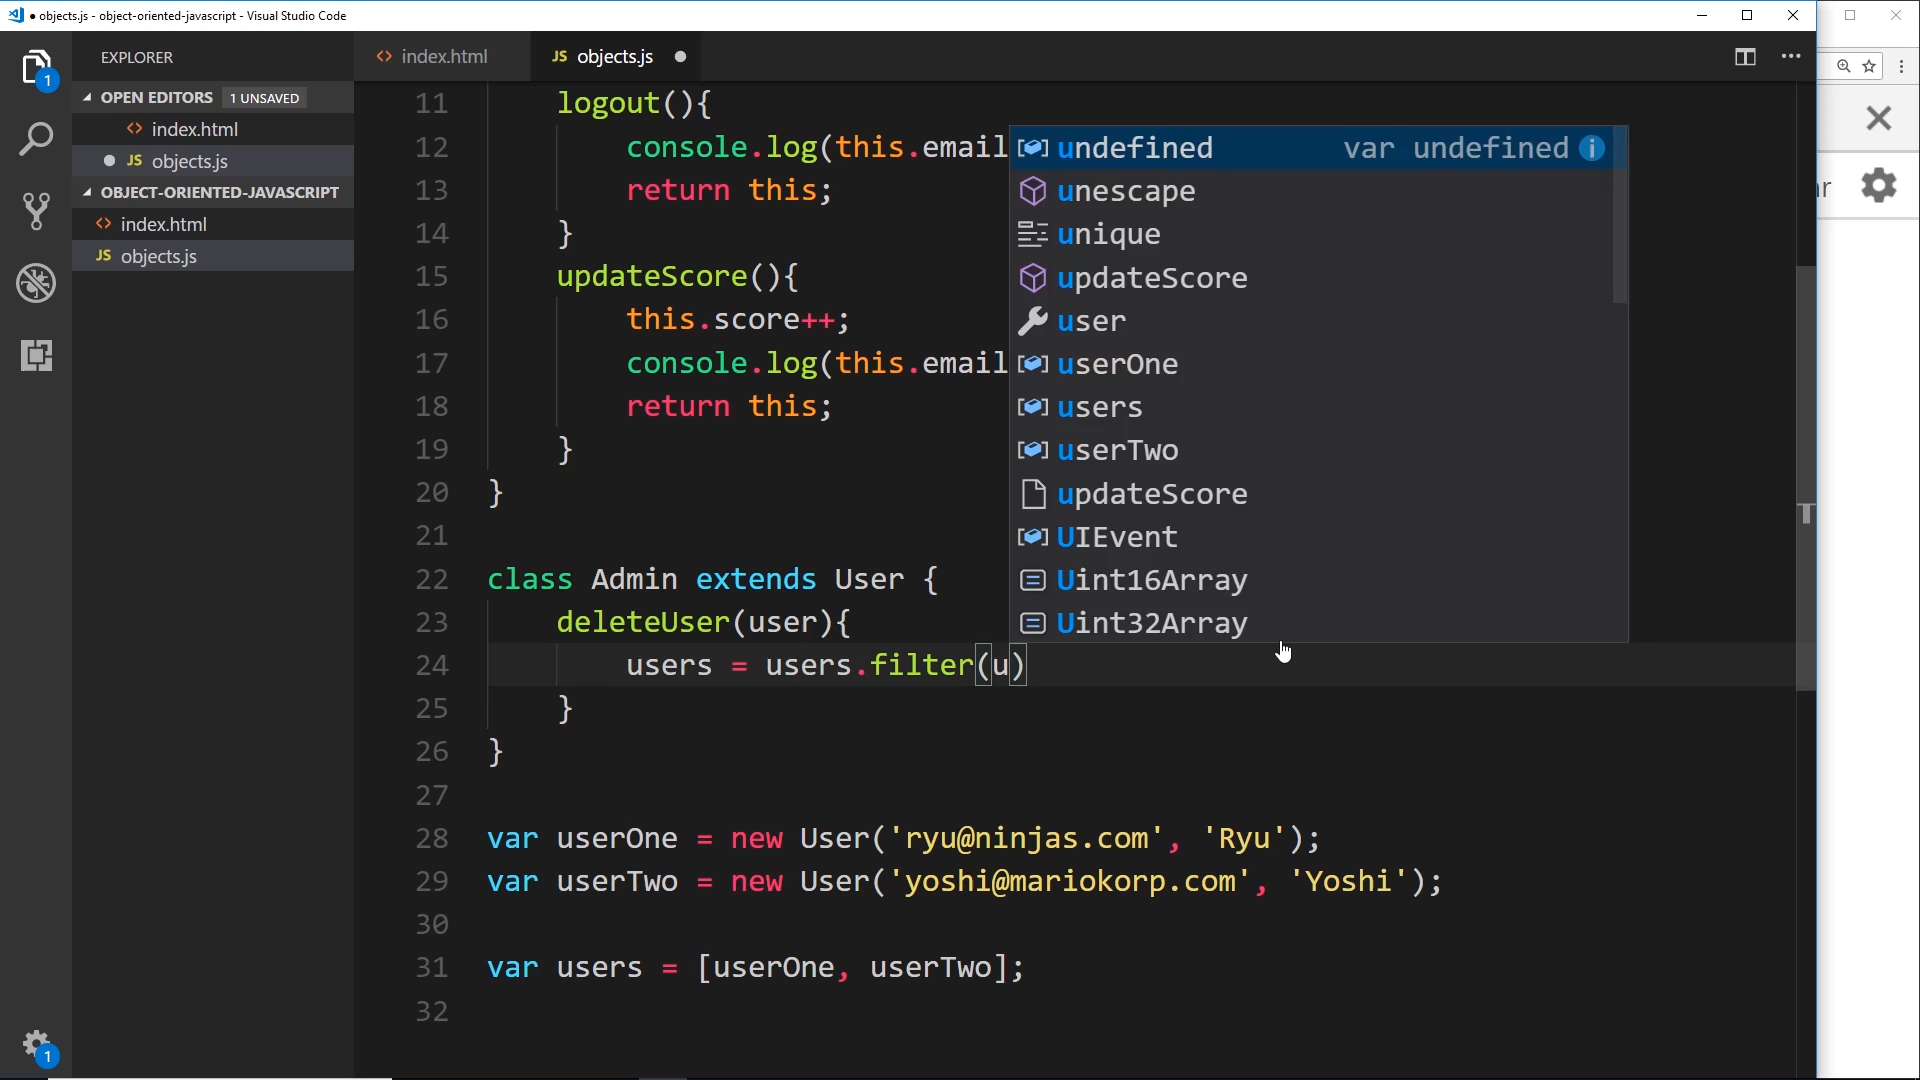 objects.js - object-oriented-javascript - Visual Studio Code
EXPLORER
OPEN EDITORS 1 UNSAVED
<> index.html
JS objects.js
OBJECT-ORIENTED-JAVASCRIPT
<> index.html
JS objects.js
1
1
<> index.html
JS objects.js
11 logout(){
12 console.log(this.email
13 return this;
14 }
15 updateScore(){
16 this.score++;
17 console.log(this.email
18 return this;
19 }
20 }
21
22 class Admin extends User {
23 deleteUser(user){
24 users = users.filter(u)
25 }
26 }
27
28 var userOne = new User('ryu@ninjas.com', 'Ryu');
29 var userTwo = new User('yoshi@mariokorp.com', 'Yoshi');
30
31 var users = [userOne, userTwo];
32
undefined var undefined
unescape
unique
updateScore
user
userOne
users
userTwo
updateScore
UIEvent
Uint16Array
Uint32Array